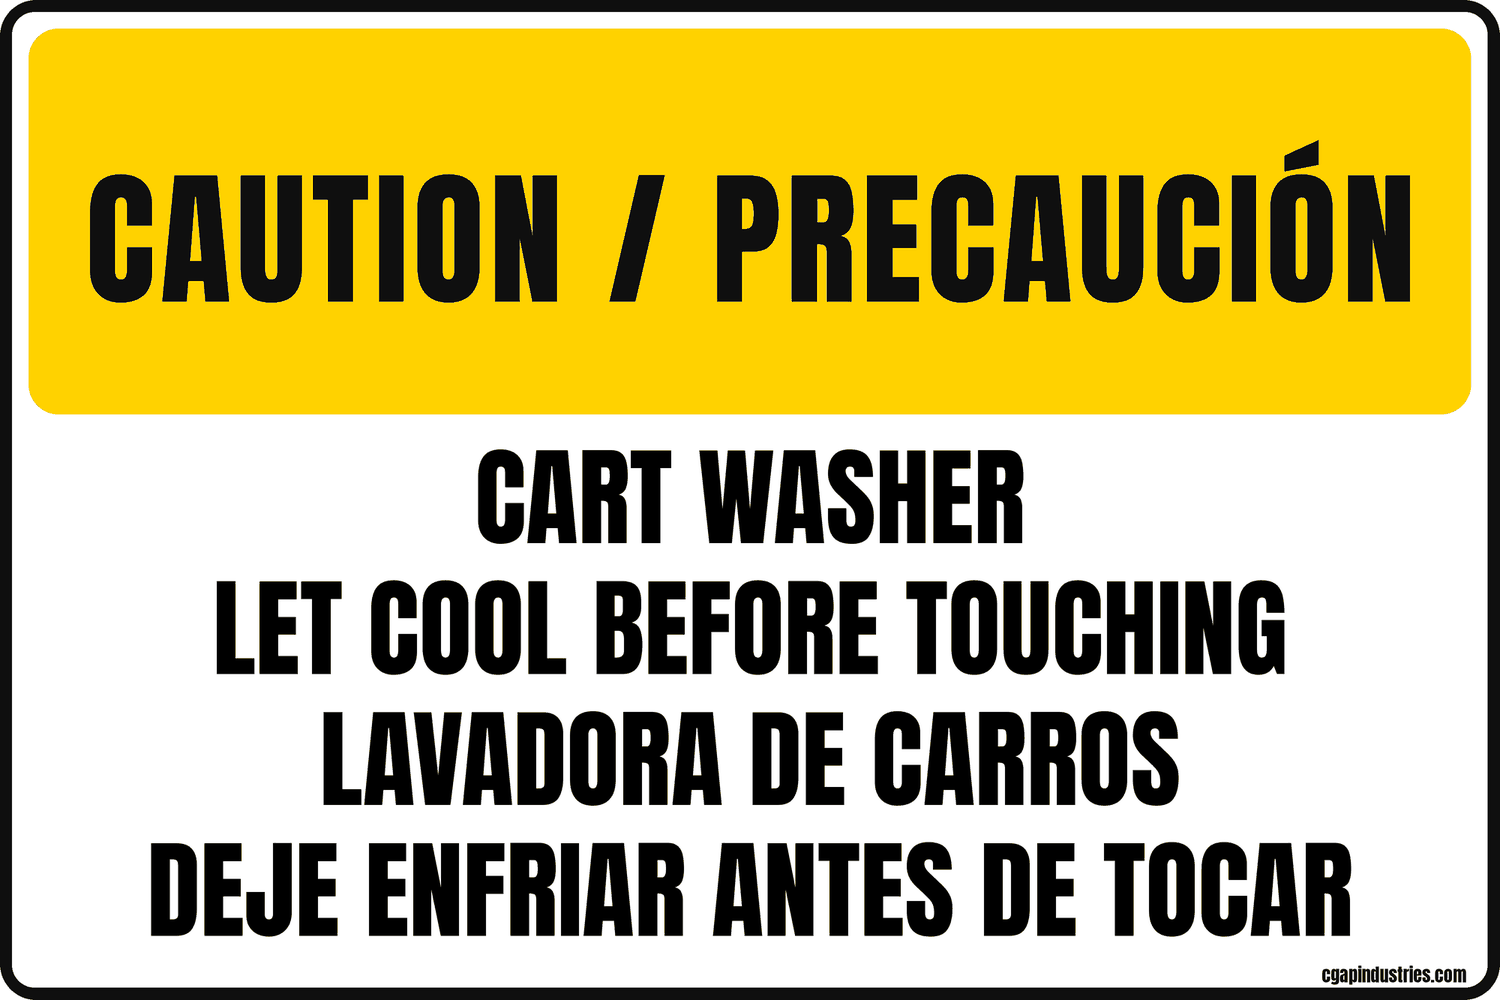 CAUTION / PRECAUCIÓN
CART WASHER
LET COOL BEFORE TOUCHING
LAVADORA DE CARROS
DEJE ENFRIAR ANTES DE TOCAR
cgapindustries.com